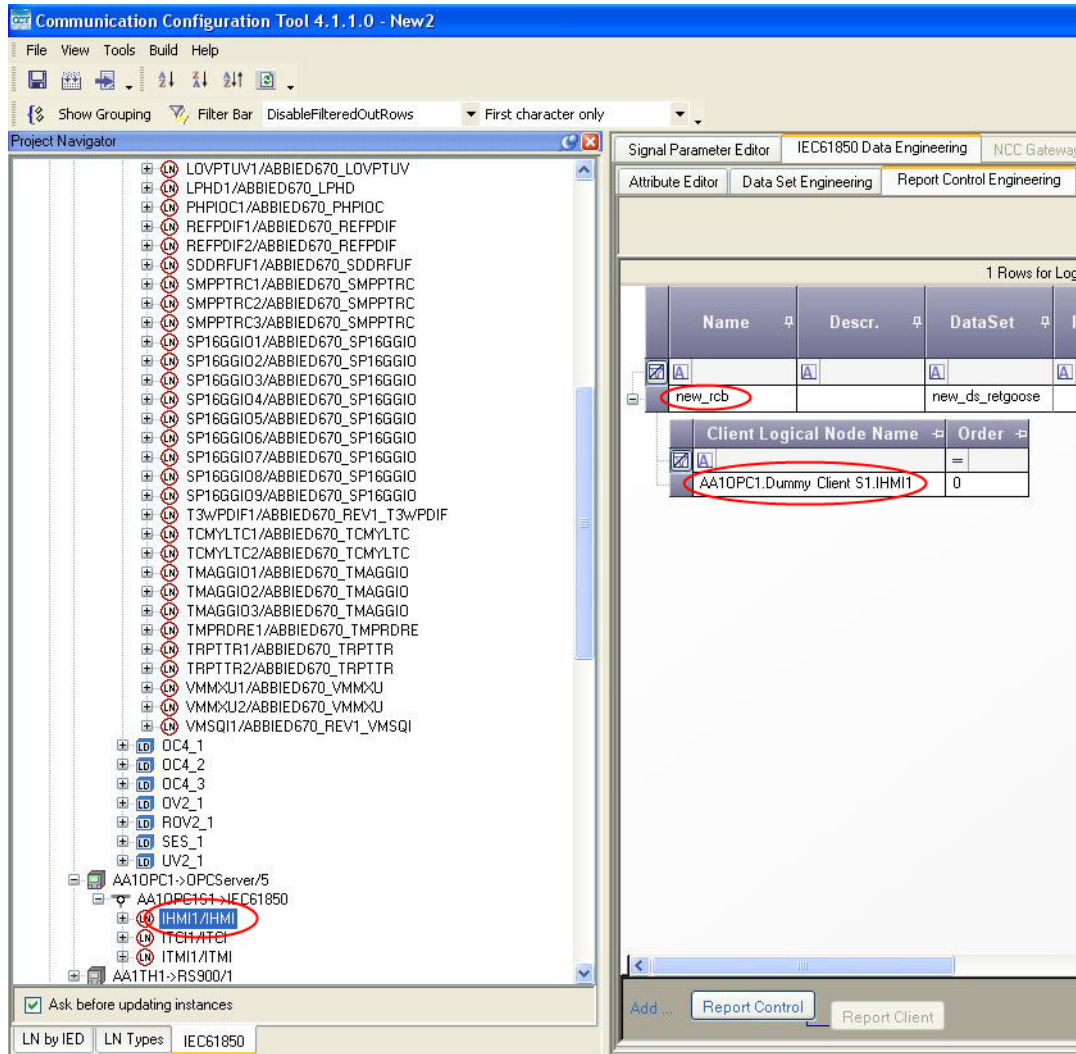 Communication Configuration Tool 4.1.1.0 - New2
File View Tools Build Help
Show Grouping Filter Bar DisableFilteredOutRows First character only
Project Navigator
LOVPTUV1/ABBIED670_LOVPTUV
LPHD1/ABBIED670_LPHD
PHPIOC1/ABBIED670_PHPIOC
REFPDIF1/ABBIED670_REFPDIF
REFPDIF2/ABBIED670_REFPDIF
SDDRFUF1/ABBIED670_SDDRFUF
SMPPTRC1/ABBIED670_SMPPTRC
SMPPTRC2/ABBIED670_SMPPTRC
SMPPTRC3/ABBIED670_SMPPTRC
SP16GGIO1/ABBIED670_SP16GGIO
SP16GGIO2/ABBIED670_SP16GGIO
SP16GGIO3/ABBIED670_SP16GGIO
SP16GGIO4/ABBIED670_SP16GGIO
SP16GGIO5/ABBIED670_SP16GGIO
SP16GGIO6/ABBIED670_SP16GGIO
SP16GGIO7/ABBIED670_SP16GGIO
SP16GGIO8/ABBIED670_SP16GGIO
SP16GGIO9/ABBIED670_SP16GGIO
T3WPDIF1/ABBIED670_REV1_T3WPDIF
TCMYLTC1/ABBIED670_TCMYLTC
TCMYLTC2/ABBIED670_TCMYLTC
TMAGGIO1/ABBIED670_TMAGGIO
TMAGGIO2/ABBIED670_TMAGGIO
TMAGGIO3/ABBIED670_TMAGGIO
TMPRDRE1/ABBIED670_TMPRDRE
TRPTTR1/ABBIED670_TRPTTR
TRPTTR2/ABBIED670_TRPTTR
VMMXU1/ABBIED670_VMMXU
VMMXU2/ABBIED670_VMMXU
VMSQI1/ABBIED670_REV1_VMSQI
OC4_1
OC4_2
OC4_3
OV2_1
ROV2_1
SES_1
UV2_1
AA1OPC1->OPCServer/5
AA1OPC1S1->IEC61850
IHMI1/IHMI
ITCI1/ITCI
ITMI1/ITMI
AA1TH1->RS900/1
Ask before updating instances
LN by IED LN Types IEC61850
Signal Parameter Editor IEC61850 Data Engineering NCC Gateway
Attribute Editor Data Set Engineering Report Control Engineering
1 Rows for Log
Name Descr. DataSet
new_rcb new_ds_retgoose
Client Logical Node Name Order
=
AA1OPC1.Dummy Client S1.IHMI1 0
Add ... Report Control Report Client